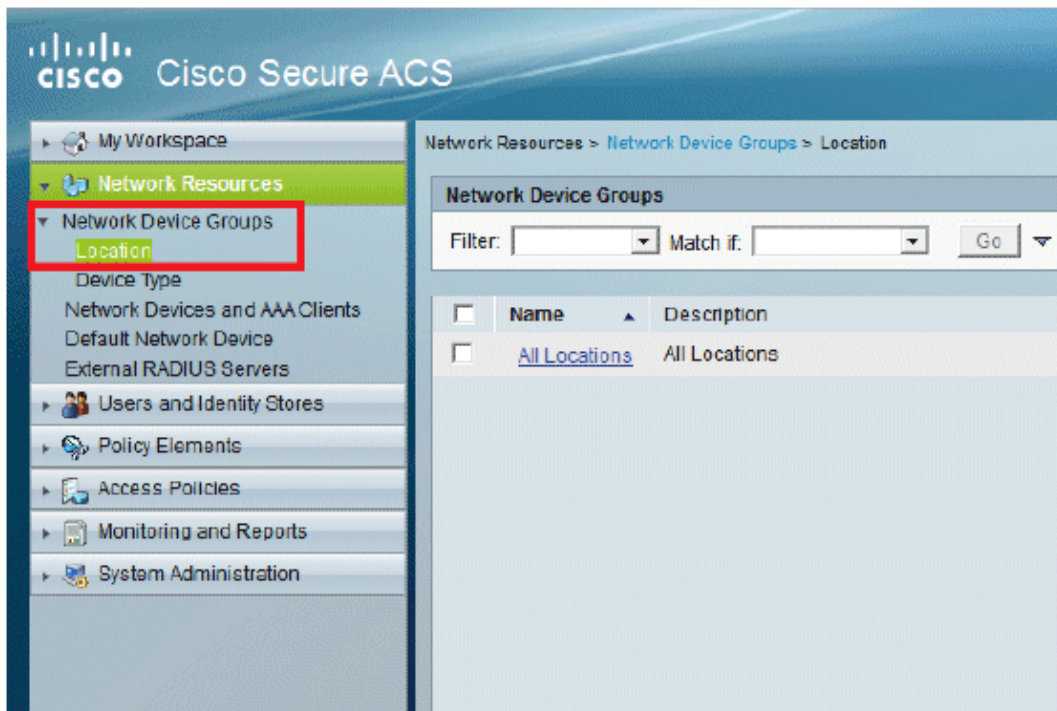 CISCO Cisco Secure ACS
My Workspace
Network Resources
Network Device Groups
Location
Device Type
Network Devices and AAA Clients
Default Network Device
External RADIUS Servers
Users and Identity Stores
Policy Elements
Access Policies
Monitoring and Reports
System Administration
Network Resources > Network Device Groups > Location
Network Device Groups
Filter: Match if: Go
Name Description
All Locations All Locations